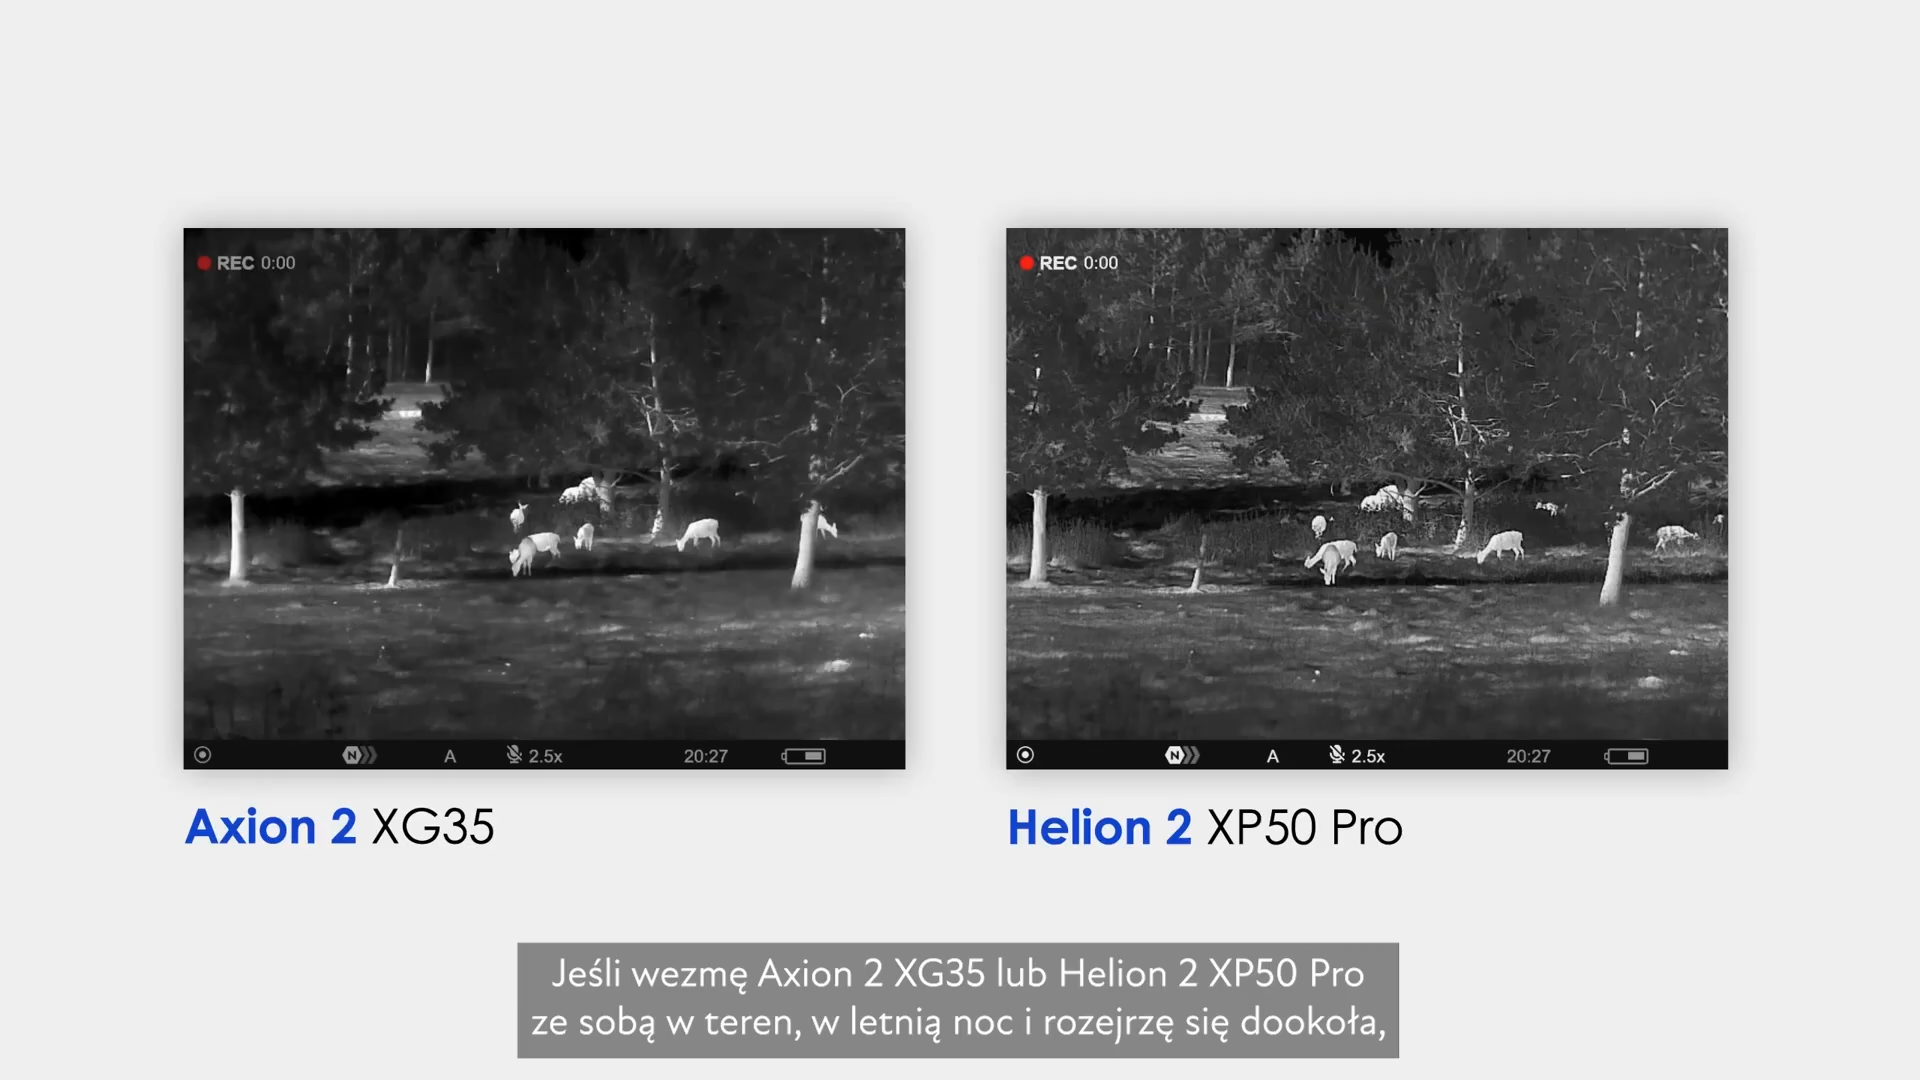 REC 0:00
A 2.5x 20:27
REC 0:00
A 2.5x 20:27
Axion 2 XG35
Helion 2 XP50 Pro
Jeśli wezmę Axion 2 XG35 lub Helion 2 XP50 Pro
ze sobą w teren, w letnią noc i rozejrzę się dookoła,